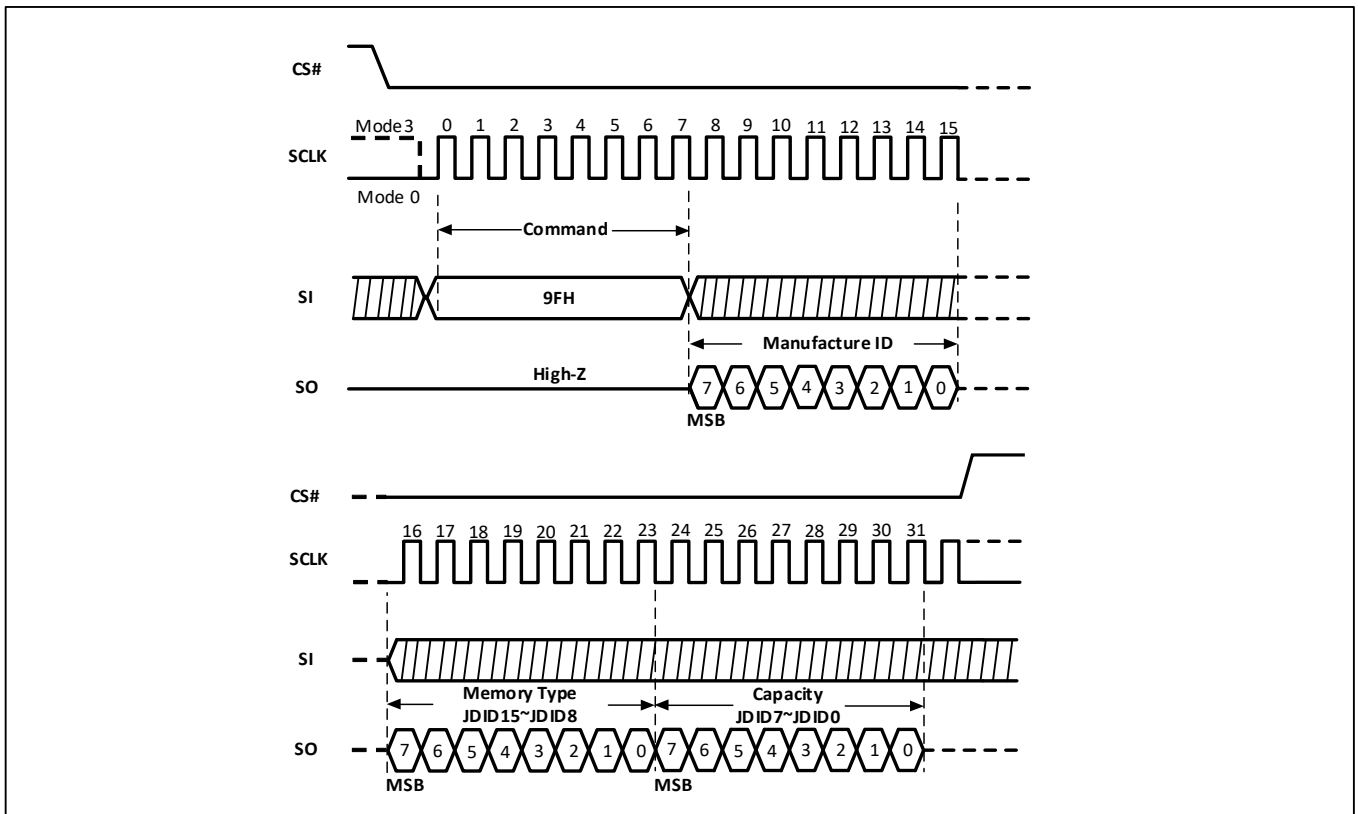 CS#
Mode3 0 1 2 3 4 5 6 7 8 9 10 11 12 13 14 15
SCLK
Mode 0
Command
SI 9FH
Manufacture ID
High-Z
SO 7 6 5 4 3 2 1 0
MSB
CS#
16 17 18 19 20 21 22 23 24 25 26 27 28 29 30 31
SCLK
SI
Memory Type Capacity
JDID15~JDID8 JDID7~JDID0
SO 7 6 5 4 3 2 1 0 7 6 5 4 3 2 1 0
MSB MSB